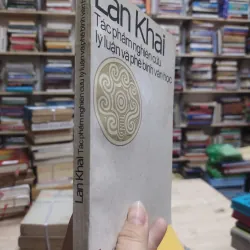 Lan Khai
Tác phẩm nghiên cứu
lý luận và phê bình văn học
Lan Khai Tác phẩm nghiên cứu lý luận và phê bình văn học